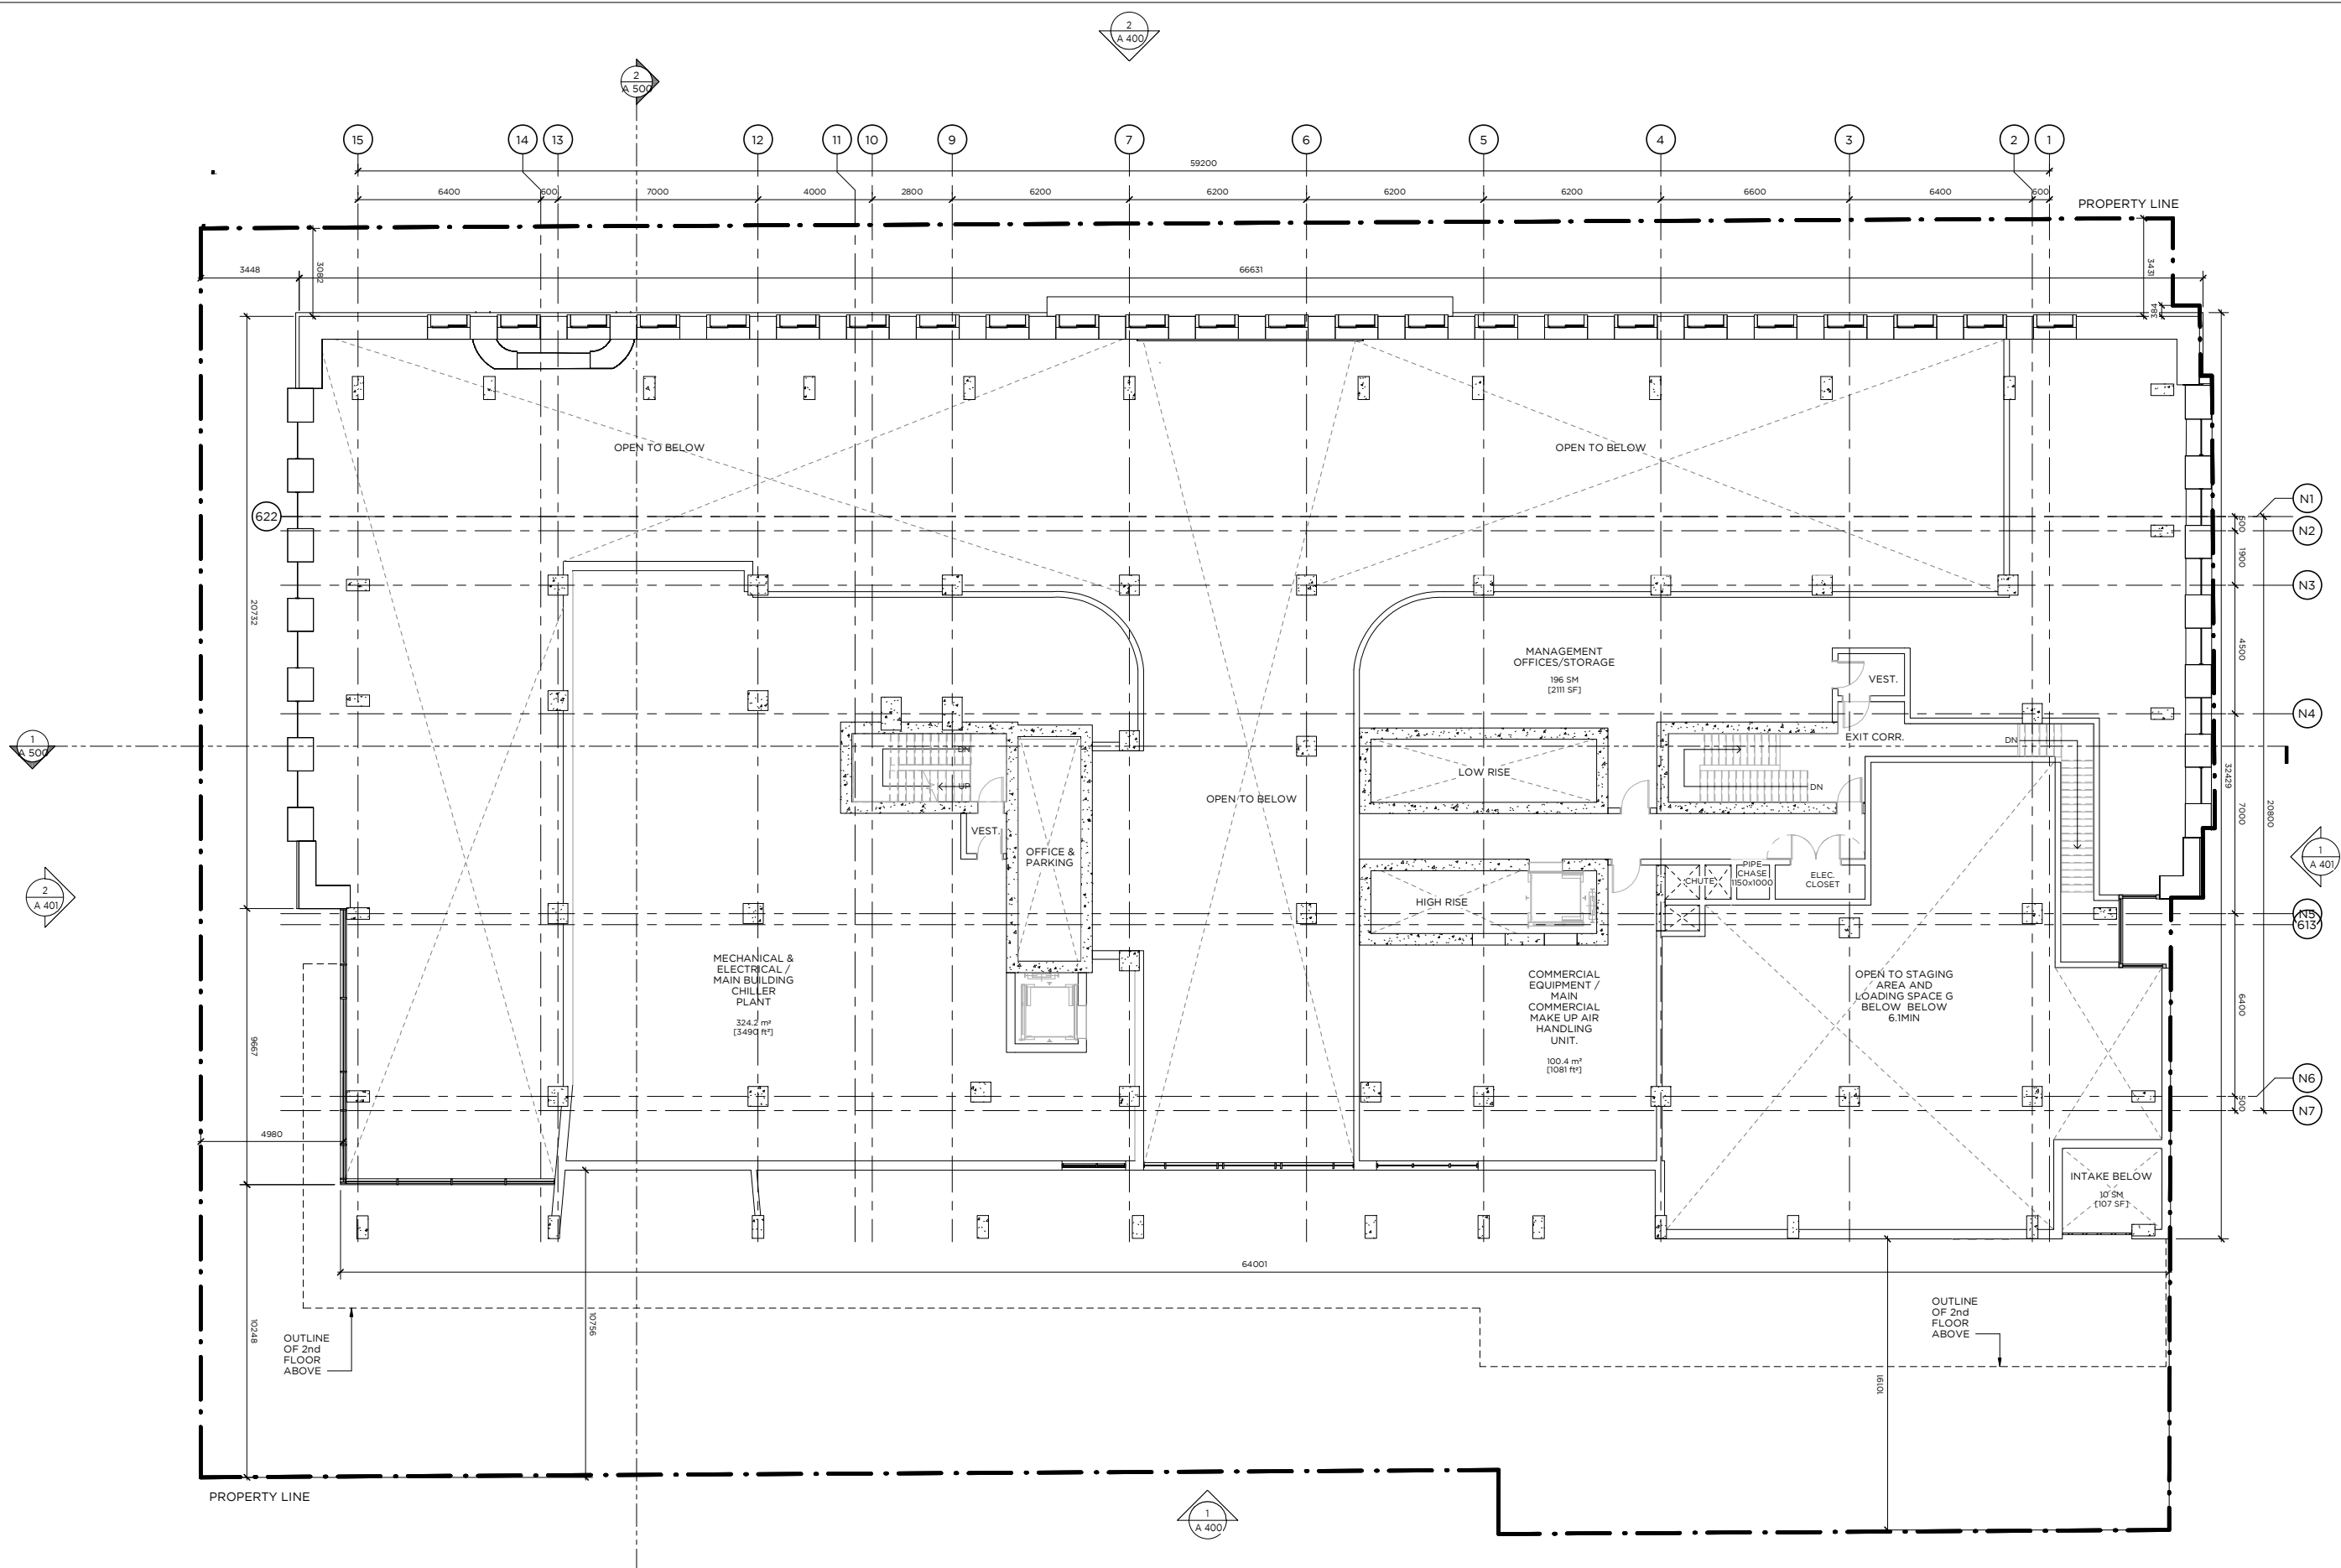 2
A 400
2
A 500
15
14
13
12
11
10
9
7
6
5
4
3
2
1
59200
6400
600
7000
4000
2800
6200
6200
6200
6200
6600
6400
600
PROPERTY LINE
3448
3082
66631
3431
384
OPEN TO BELOW
OPEN TO BELOW
622
N1
N2
N3
N4
N5
613
N6
N7
600
1900
4500
7000
6400
500
20800
32429
20732
9667
10248
MANAGEMENT
OFFICES/STORAGE
196 SM
[2111 SF]
VEST.
EXIT CORR.
DN
DN
1
A 500
DN
UP
LOW RISE
OPEN TO BELOW
VEST.
OFFICE &
PARKING
2
A 401
1
A 401
HIGH RISE
CHUTE
PIPE
CHASE
1150x1000
ELEC.
CLOSET
MECHANICAL &
ELECTRICAL /
MAIN BUILDING
CHILLER
PLANT
324.2 m²
[3490 ft²]
COMMERCIAL
EQUIPMENT /
MAIN
COMMERCIAL
MAKE UP AIR
HANDLING
UNIT.
100.4 m²
[1081 ft²]
OPEN TO STAGING
AREA AND
LOADING SPACE G
BELOW BELOW
6.1MIN
4980
INTAKE BELOW
10 SM
[107 SF]
64001
10756
16101
OUTLINE
OF 2nd
FLOOR
ABOVE
OUTLINE
OF 2nd
FLOOR
ABOVE
PROPERTY LINE
1
A 400